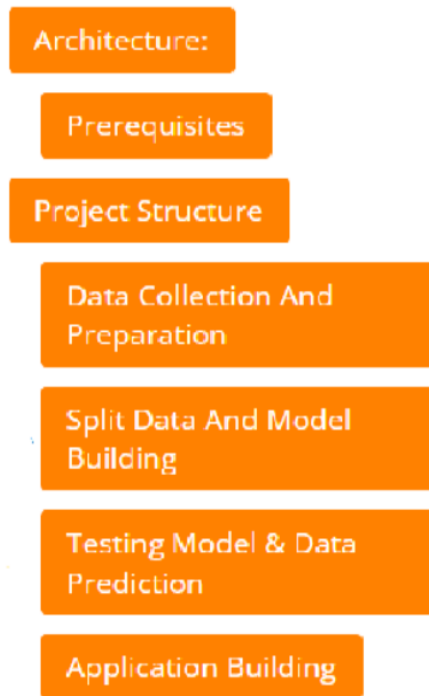 Architecture:
Prerequisites
Project Structure
Data Collection And
Preparation
Split Data And Model
Building
Testing Model & Data
Prediction
Application Building